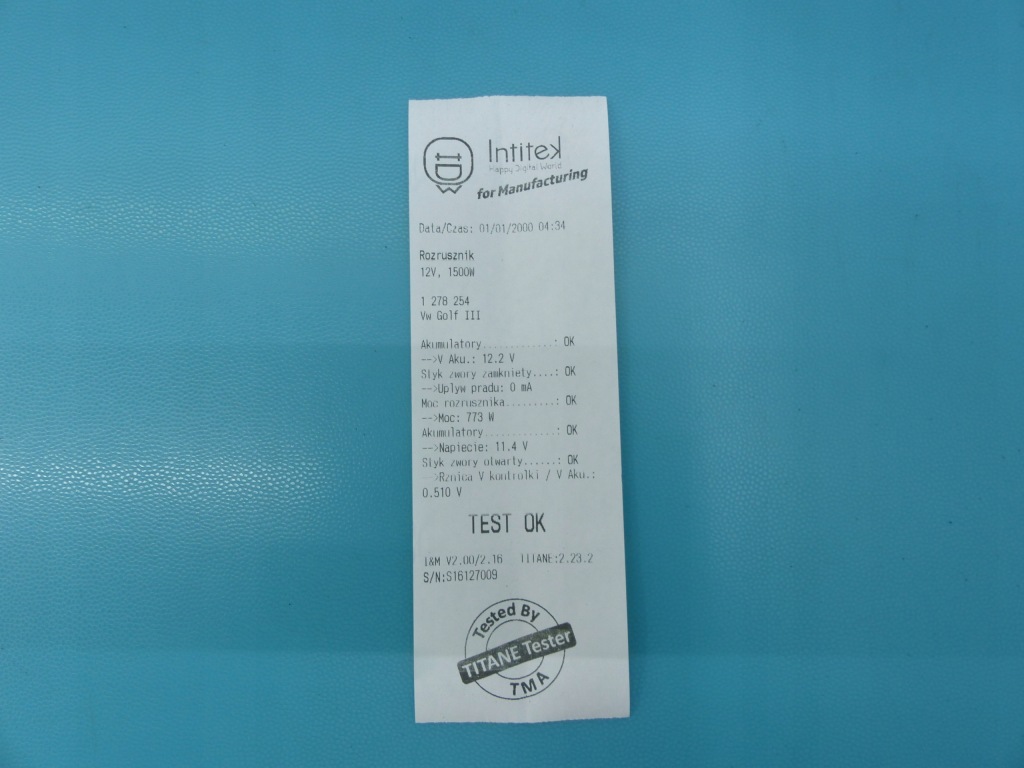 Intitek
Happy Digital World
for Manufacturing
Data/Czas: 01/01/2000 04:34
Rozrusznik
12V, 1500W
1 278 254
Vw Golf III
Akumulatory............: OK
-->V Aku.: 12.2 V
Styk zwory zamkniety....: OK
-->Uplyw pradu: 0 mA
Moc rozrusznika.........: OK
-->Moc: 773 W
Akumulatory............: OK
-->Napiecie: 11.4 V
Styk zwory otwarty......: OK
-->Rznica V kontrolki / V Aku.:
0.510 V
TEST OK
I&M V2.00/2.16 TITANE:2.23.2
S/N:S16127009
Tested By
TITANE Tester
TMA